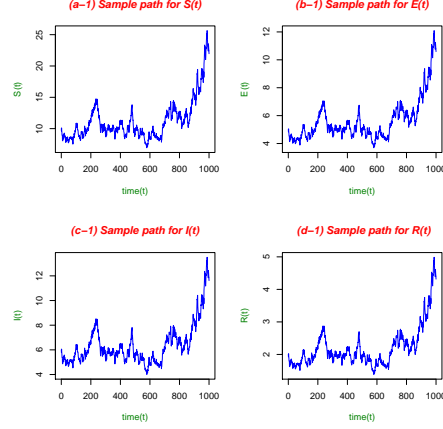 (a−1) Sample path for S(t)
S(t)
25
20
15
10
0 200 400 600 800 1000
time(t)
(b−1) Sample path for E(t)
E(t)
12
10
8
6
4
0 200 400 600 800 1000
time(t)
(c−1) Sample path for I(t)
I(t)
12
10
8
6
4
0 200 400 600 800 1000
time(t)
(d−1) Sample path for R(t)
R(t)
5
4
3
2
0 200 400 600 800 1000
time(t)